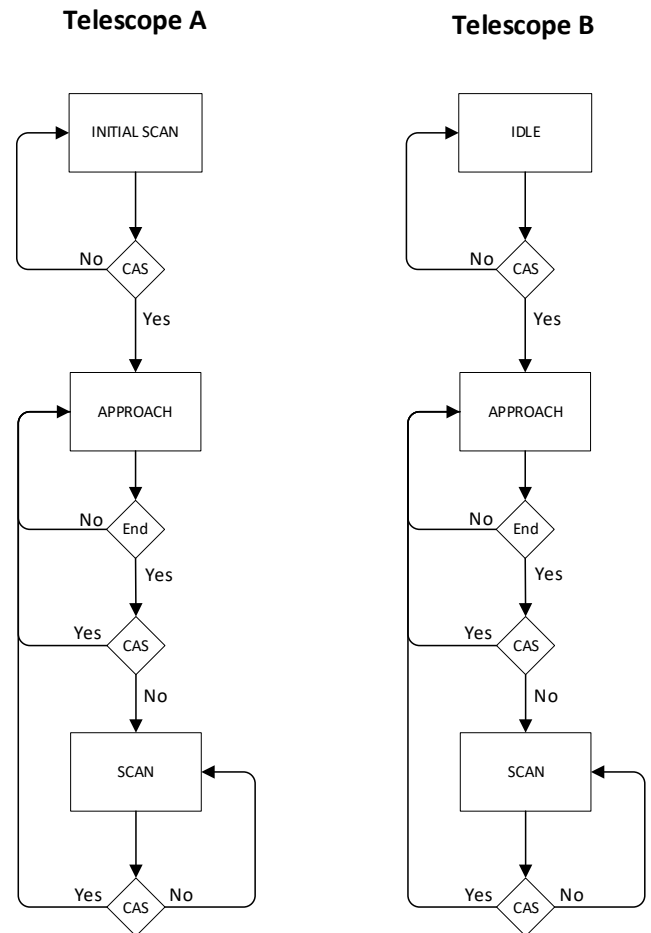 Telescope A
INITIAL SCAN
No
CAS
Yes
APPROACH
No
End
Yes
Yes
CAS
No
SCAN
Yes
CAS
No
Telescope B
IDLE
No
CAS
Yes
APPROACH
No
End
Yes
Yes
CAS
No
SCAN
Yes
CAS
No